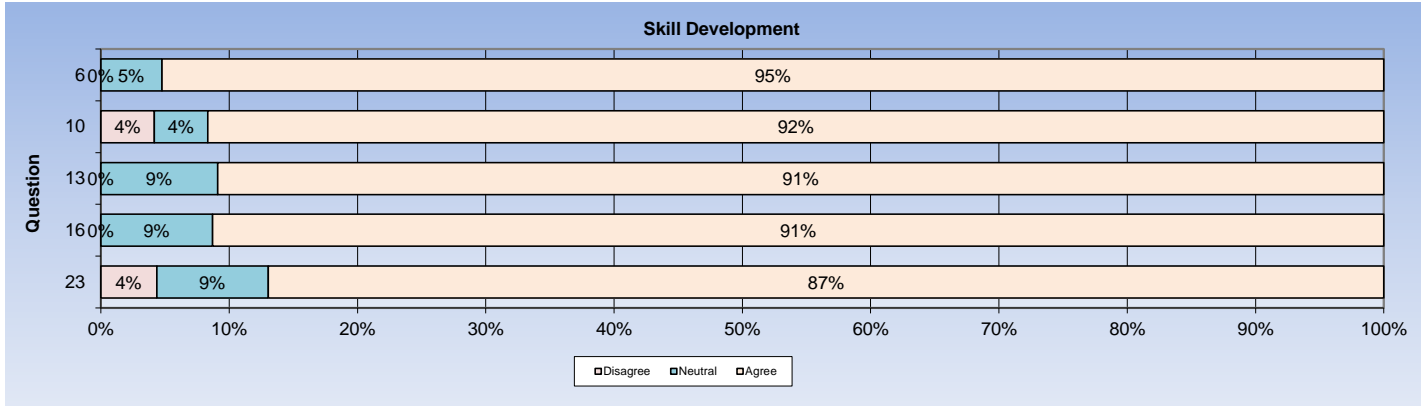 Skill Development
Question
6 0% 5% 95%
10 4% 4% 92%
13 0% 9% 91%
16 0% 9% 91%
23 4% 9% 87%
0% 10% 20% 30% 40% 50% 60% 70% 80% 90% 100%
Disagree Neutral Agree